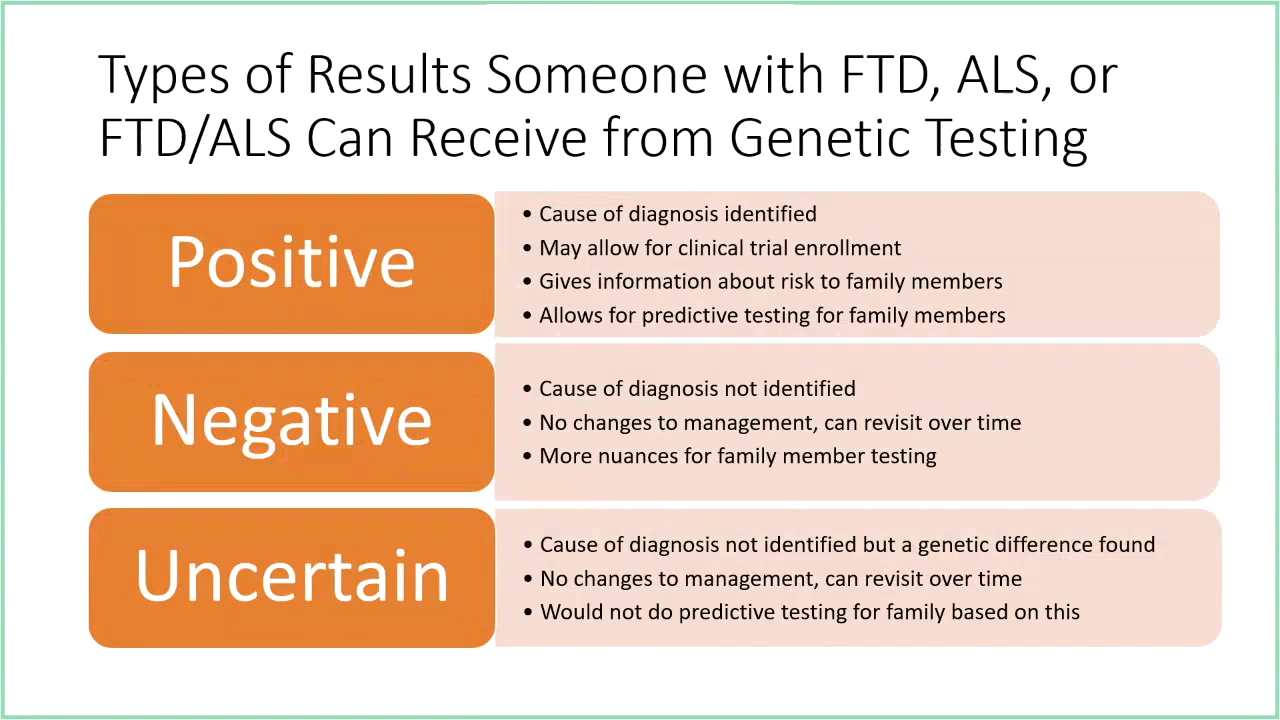 Types of Results Someone with FTD, ALS, or
FTD/ALS Can Receive from Genetic Testing
Positive
• Cause of diagnosis identified
• May allow for clinical trial enrollment
• Gives information about risk to family members
• Allows for predictive testing for family members
Negative
• Cause of diagnosis not identified
• No changes to management, can revisit over time
• More nuances for family member testing
Uncertain
• Cause of diagnosis not identified but a genetic difference found
• No changes to management, can revisit over time
• Would not do predictive testing for family based on this